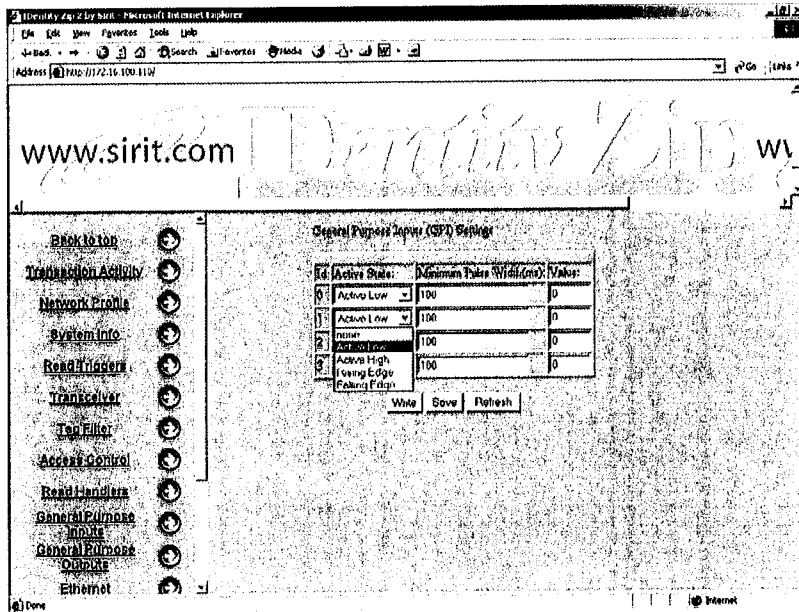 IDentity Zip 2 by Sirit - Microsoft Internet Explorer
File Edit View Favorites Tools Help
Back Search Favorites Media
Address http://172.16.100.110/ Go Links
www.sirit.com IDentity Zip
General Purpose Inputs (GPI) Settings
Id: Active State: Minimum Pulse Width(ms): Value:
0 Active Low 100 0
1 Active Low 100 0
2 100 0
3 100 0
none
Active Low
Active High
Falling Edge
Write Save Refresh
Back to top
Transaction Activity
Network Profile
System Info
Read Triggers
Transceiver
Tag Filter
Access Control
Read Handlers
General Purpose
Inputs
General Purpose
Outputs
Ethernet
Done Internet